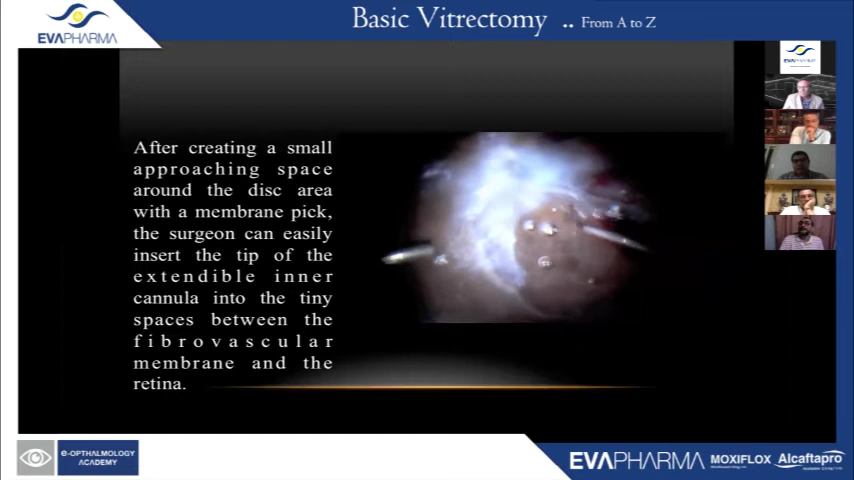 Basic Vitrectomy .. From A to Z
EVAPHARMA
After creating a small
approaching space
around the disc area
with a membrane pick,
the surgeon can easily
insert the tip of the
extendible inner
cannula into the tiny
spaces between the
fibrovascular
membrane and the
retina.
EVAPHARMA
e-OPTHALMOLOGY
ACADEMY
EVAPHARMA MOXIFLOX Alcaftapro